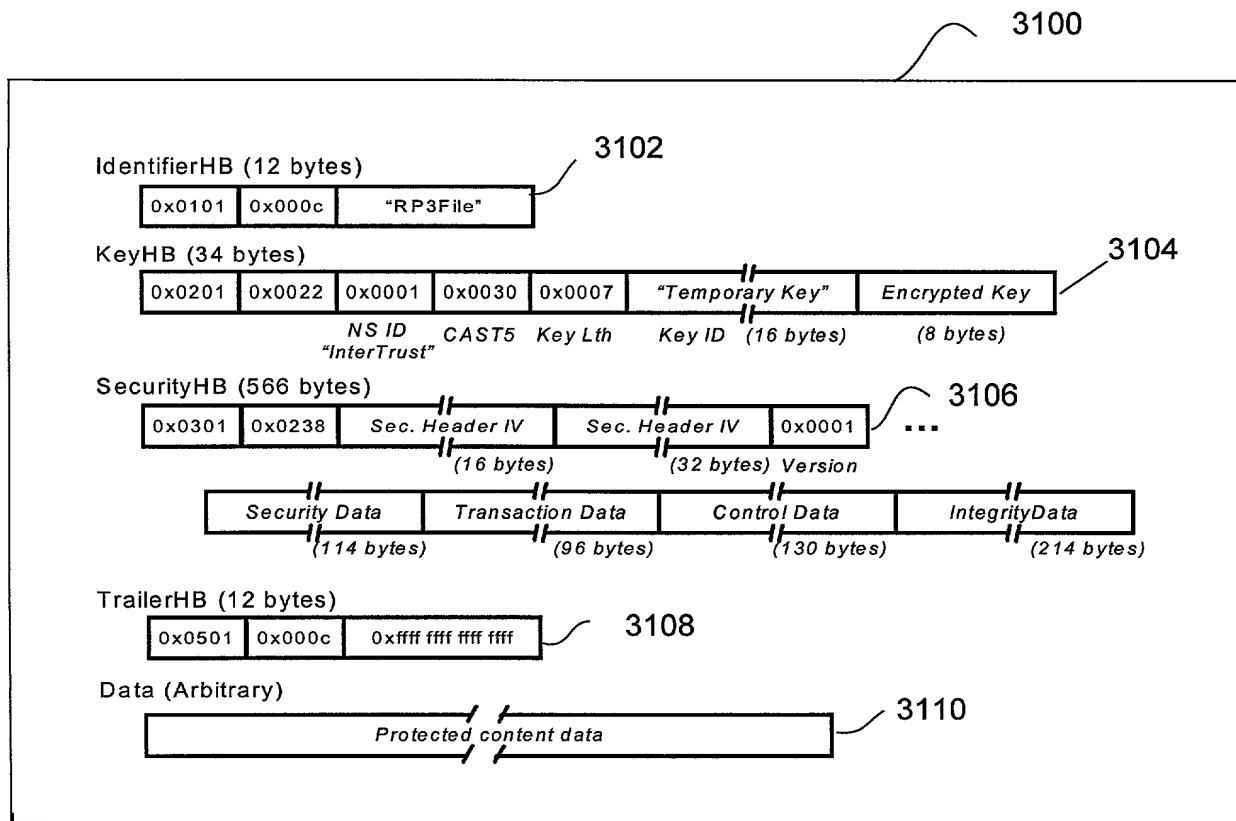 3100
IdentifierHB (12 bytes)
3102
0x0101 0x000c “RP3File”
KeyHB (34 bytes)
3104
0x0201 0x0022 0x0001 0x0030 0x0007 “Temporary Key” Encrypted Key
NS ID CAST5 Key Lth Key ID (16 bytes) (8 bytes)
“InterTrust”
SecurityHB (566 bytes)
3106
0x0301 0x0238 Sec. Header IV Sec. Header IV 0x0001 ...
(16 bytes) (32 bytes) Version
Security Data Transaction Data Control Data IntegrityData
(114 bytes) (96 bytes) (130 bytes) (214 bytes)
TrailerHB (12 bytes)
0x0501 0x000c 0xffff ffff ffff ffff 3108
Data (Arbitrary)
3110
Protected content data